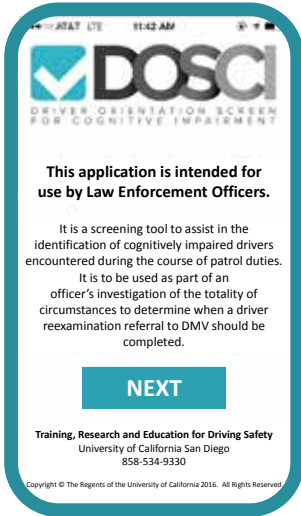 AT&T LTE 11:42 AM
DOSCI
DRIVER ORIENTATION SCREEN
FOR COGNITIVE IMPAIRMENT
This application is intended for
use by Law Enforcement Officers.
It is a screening tool to assist in the
identification of cognitively impaired drivers
encountered during the course of patrol duties.
It is to be used as part of an
officer's investigation of the totality of
circumstances to determine when a driver
reexamination referral to DMV should be
completed.
NEXT
Training, Research and Education for Driving Safety
University of California San Diego
858-534-9330
Copyright © The Regents of the University of California 2016. All Rights Reserved